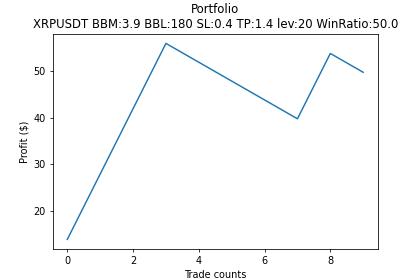 Portfolio
XRPUSDT BBM:3.9 BBL:180 SL:0.4 TP:1.4 lev:20 WinRatio:50.0
50
40
30
20
Profit ($)
0 2 4 6 8
Trade counts